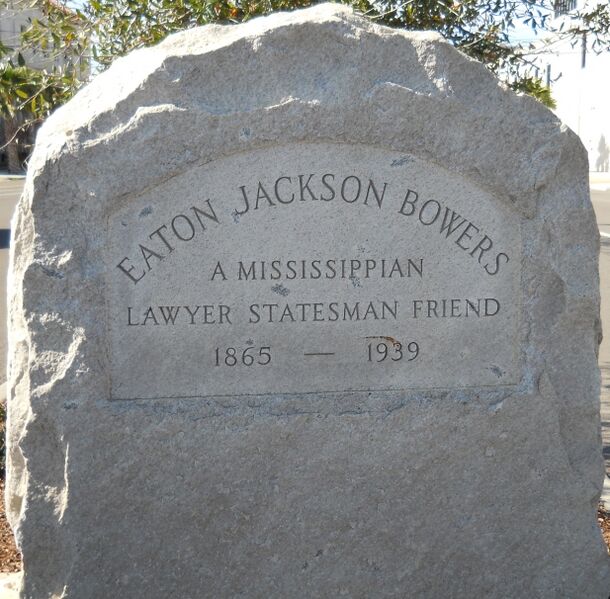 EATON JACKSON BOWERS
A MISSISSIPPIAN
LAWYER STATESMAN FRIEND
1865 — 1939